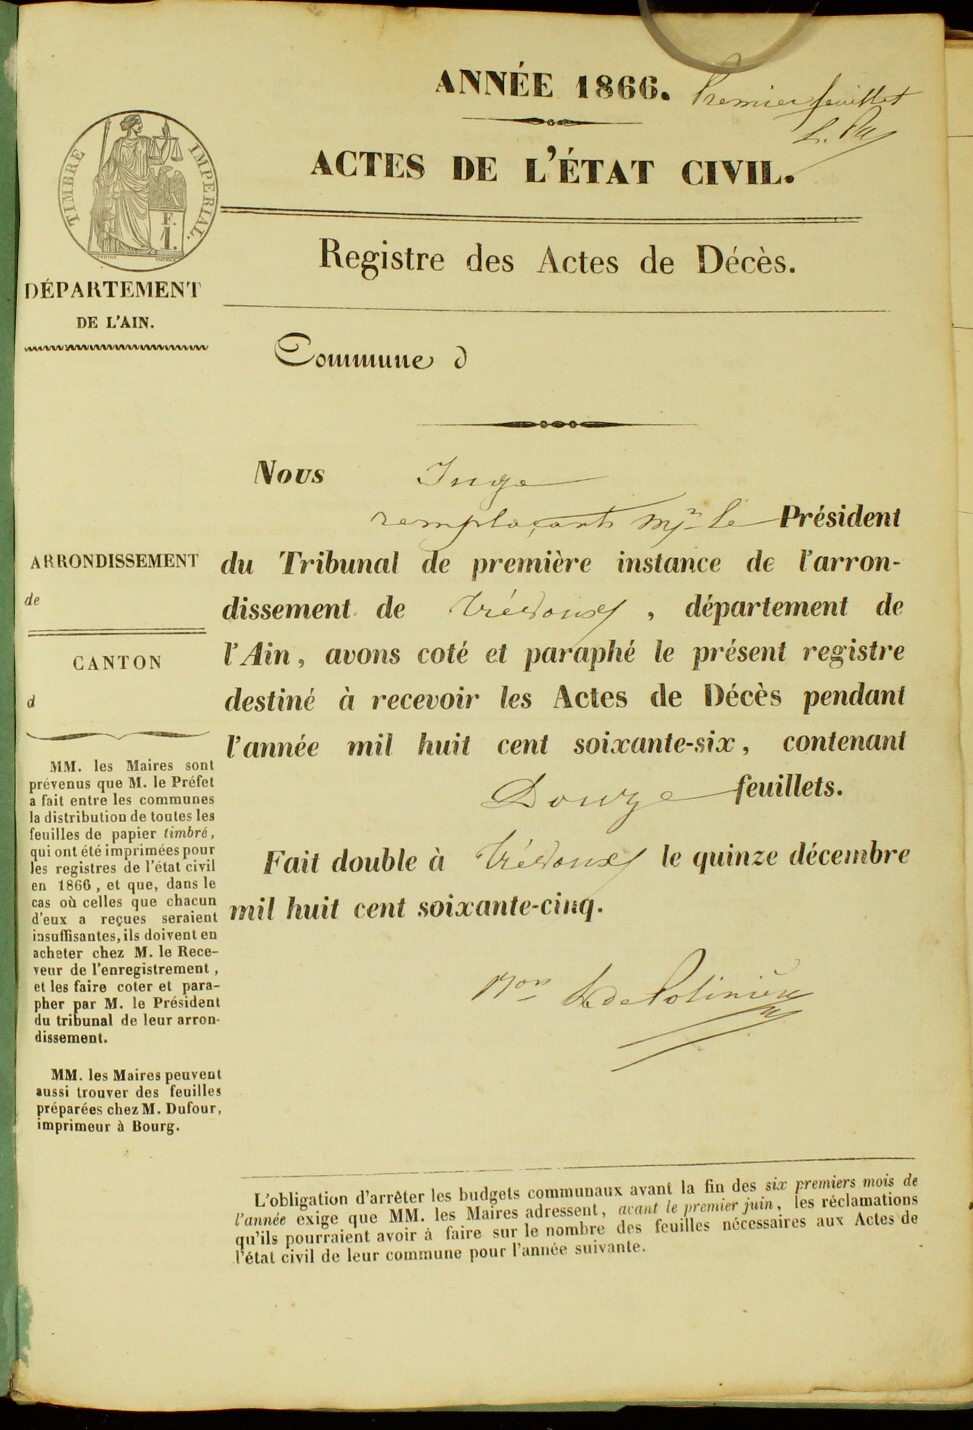 ANNÉE 1866.
Premier feuillet
ACTES DE L'ÉTAT CIVIL.
TIMBRE IMPERIAL.
F. 1.
Registre des Actes de Décès.
DÉPARTEMENT
DE L'AIN.
Commune d
Nous Juge
remplaçant Mr le Président
ARRONDISSEMENT
de
CANTON
d
du Tribunal de première instance de l'arron-
dissement de Trévoux, département de
l'Ain, avons coté et paraphé le présent registre
destiné à recevoir les Actes de Décès pendant
l'année mil huit cent soixante-six, contenant
Douze feuillets.
Fait double à Trévoux le quinze décembre
mil huit cent soixante-cinq.
MM. les Maires sont
prévenus que M. le Préfet
a fait entre les communes
la distribution de toutes les
feuilles de papier timbré,
qui ont été imprimées pour
les registres de l'état civil
en 1866, et que, dans le
cas où celles que chacun
d'eux a reçues seraient
insuffisantes, ils doivent en
acheter chez M. le Rece-
veur de l'enregistrement,
et les faire coter et para-
pher par M. le Président
du tribunal de leur arron-
dissement.
MM. les Maires peuvent
aussi trouver des feuilles
préparées chez M. Dufour,
imprimeur à Bourg.
L'obligation d'arrêter les budgets communaux avant la fin des six premiers mois de
l'année exige que MM. les Maires adressent, avant le premier juin, les réclamations
qu'ils pourraient avoir à faire sur le nombre des feuilles nécessaires aux Actes de
l'état civil de leur commune pour l'année suivante.